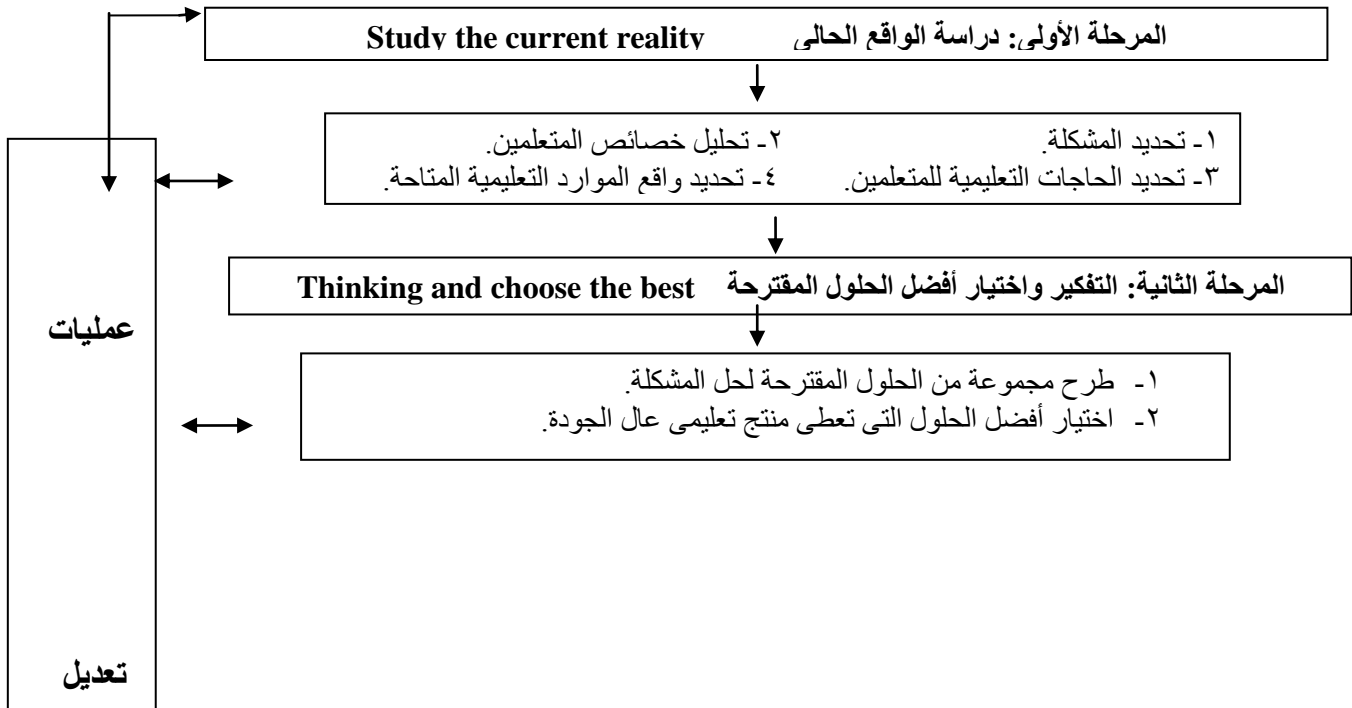 المرحلة الأولى: دراسة الواقع الحالى Study the current reality
١- تحديد المشكلة. ٢- تحليل خصائص المتعلمين.
٣- تحديد الحاجات التعليمية للمتعلمين. ٤- تحديد واقع الموارد التعليمية المتاحة.
المرحلة الثانية: التفكير واختيار أفضل الحلول المقترحة Thinking and choose the best
١- طرح مجموعة من الحلول المقترحة لحل المشكلة.
٢- اختيار أفضل الحلول التى تعطى منتج تعليمى عال الجودة.
عمليات
تعديل